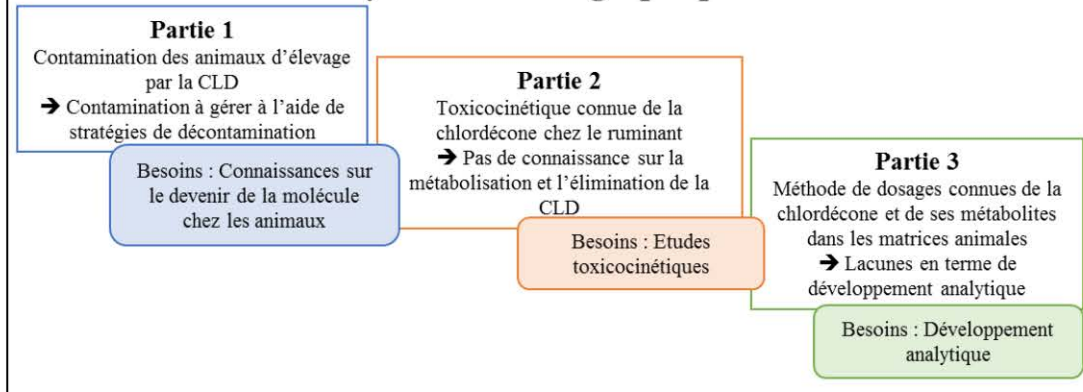 Partie 1
Contamination des animaux d'élevage
par la CLD
➔ Contamination à gérer à l'aide de
stratégies de décontamination
Besoins : Connaissances sur
le devenir de la molécule
chez les animaux
Partie 2
Toxicocinétique connue de la
chlordécone chez le ruminant
➔ Pas de connaissance sur la
métabolisation et l'élimination de la
CLD
Besoins : Etudes
toxicocinétiques
Partie 3
Méthode de dosages connues de la
chlordécone et de ses métabolites
dans les matrices animales
➔ Lacunes en terme de
développement analytique
Besoins : Développement
analytique